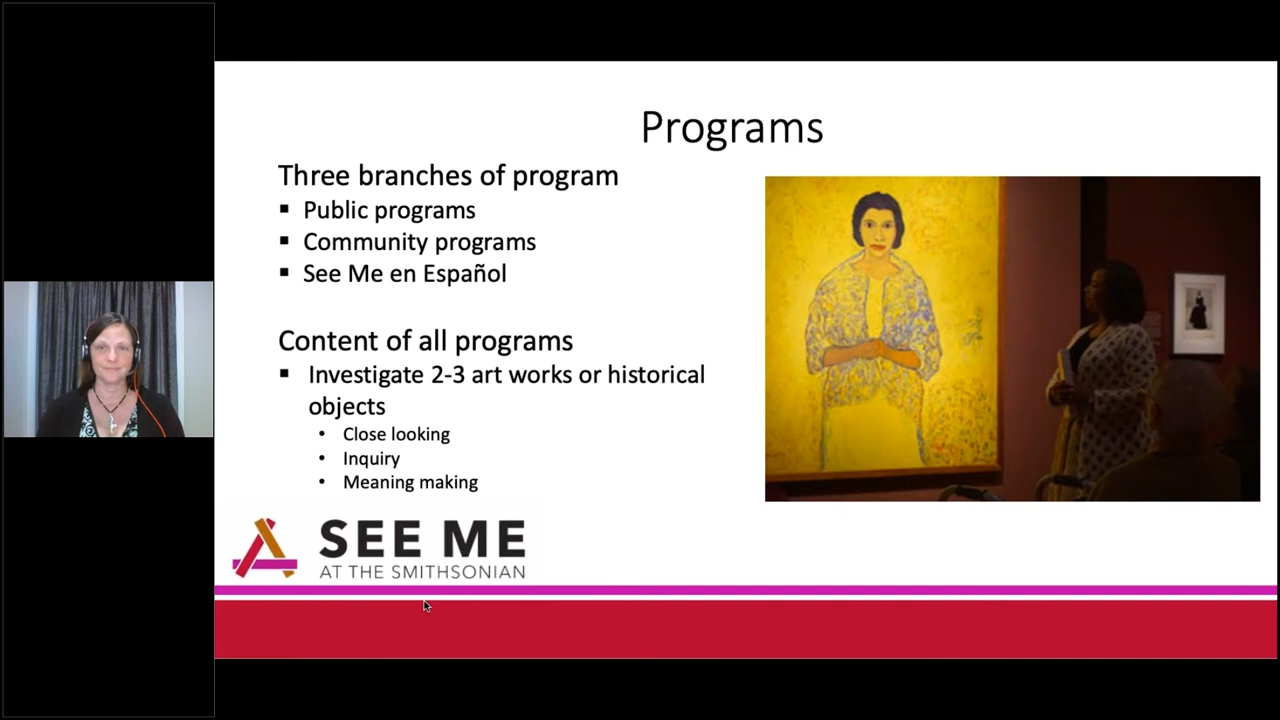 Programs
Three branches of program
▪ Public programs
▪ Community programs
▪ See Me en Español
Content of all programs
▪ Investigate 2-3 art works or historical
objects
• Close looking
• Inquiry
• Meaning making
SEE ME
AT THE SMITHSONIAN